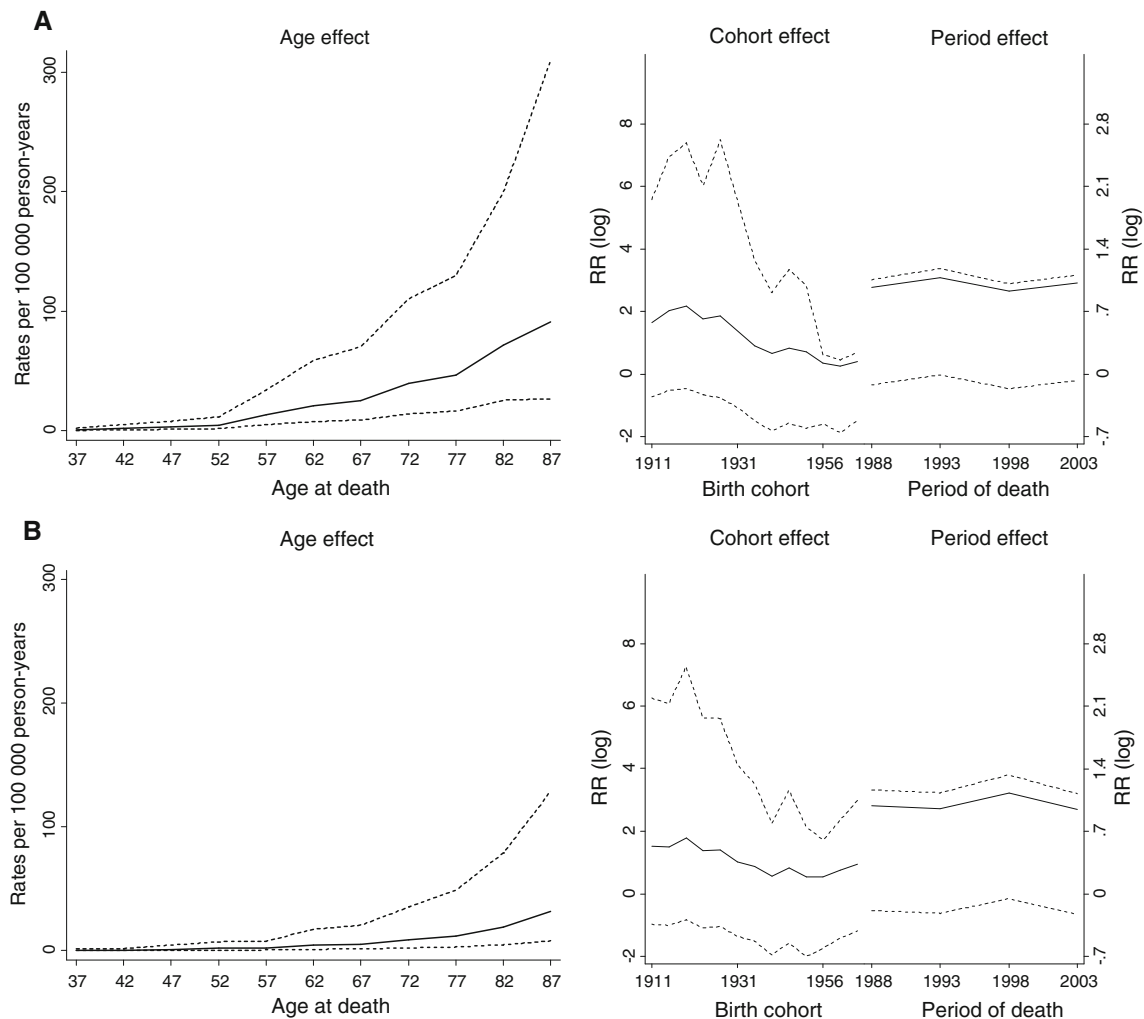 A
Age effect
Cohort effect
Period effect
Rates per 100 000 person-years
300
200
100
0
37 42 47 52 57 62 67 72 77 82 87
Age at death
RR (log)
8
6
4
2
0
-2
1911 1931 1956
Birth cohort
1988 1993 1998 2003
Period of death
2.8
2.1
1.4
.7
0
-.7
RR (log)
B
Age effect
Cohort effect
Period effect
Rates per 100 000 person-years
300
200
100
0
37 42 47 52 57 62 67 72 77 82 87
Age at death
RR (log)
8
6
4
2
0
-2
1911 1931 1956
Birth cohort
1988 1993 1998 2003
Period of death
2.8
2.1
1.4
.7
0
-.7
RR (log)